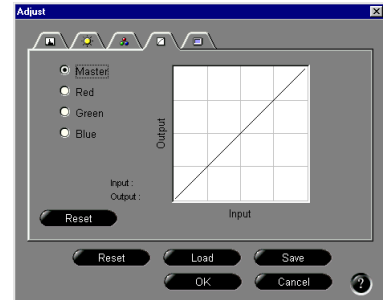 Adjust
Master
Red
Green
Blue
Output
Input :
Output :
Input
Reset
Reset
Load
Save
OK
Cancel
?